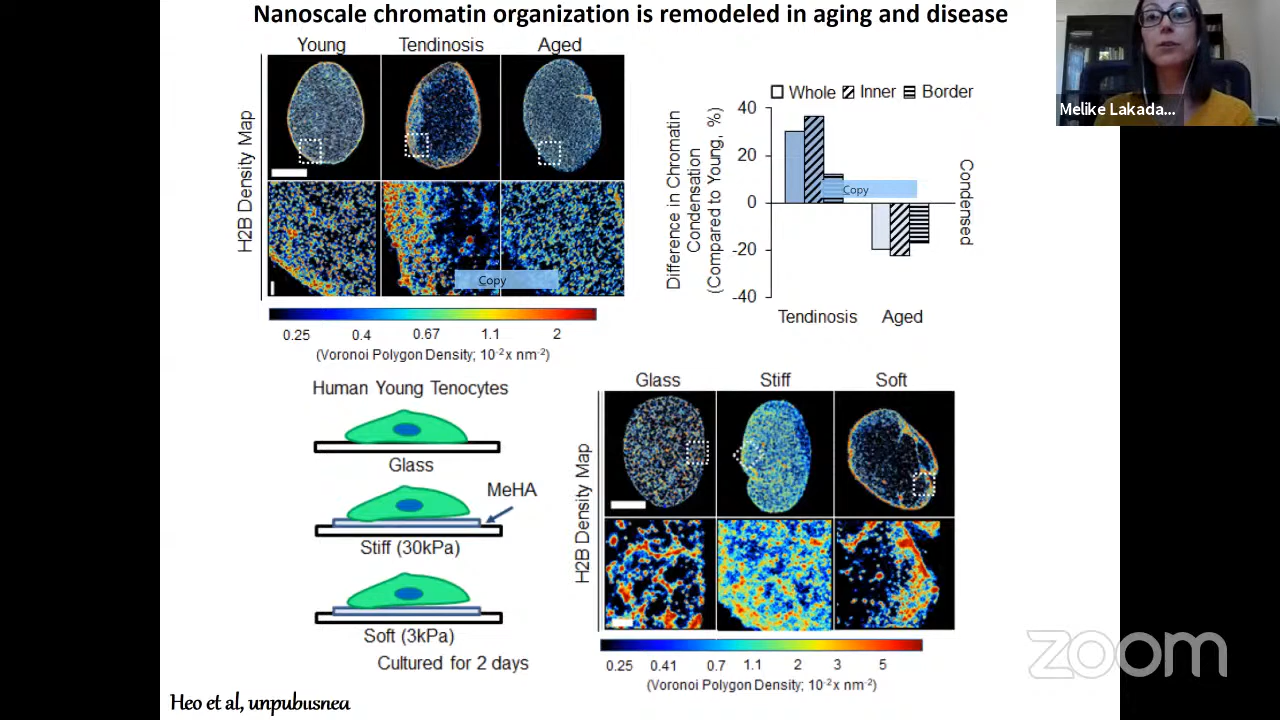 Nanoscale chromatin organization is remodeled in aging and disease
Young Tendinosis Aged
H2B Density Map
Copy
0.25 0.4 0.67 1.1 2
(Voronoi Polygon Density; 10-2 x nm-2)
Whole Inner Border
Difference in Chromatin
Condensation
(Compared to Young, %)
40
20
0
-20
-40
Copy
Condensed
Tendinosis Aged
Melike Lakada...
Human Young Tenocytes
Glass
MeHA
Stiff (30kPa)
Soft (3kPa)
Cultured for 2 days
Glass Stiff Soft
H2B Density Map
0.25 0.41 0.7 1.1 2 3 5
(Voronoi Polygon Density; 10-2 x nm-2)
Heo et al, unpubusnea
zoom